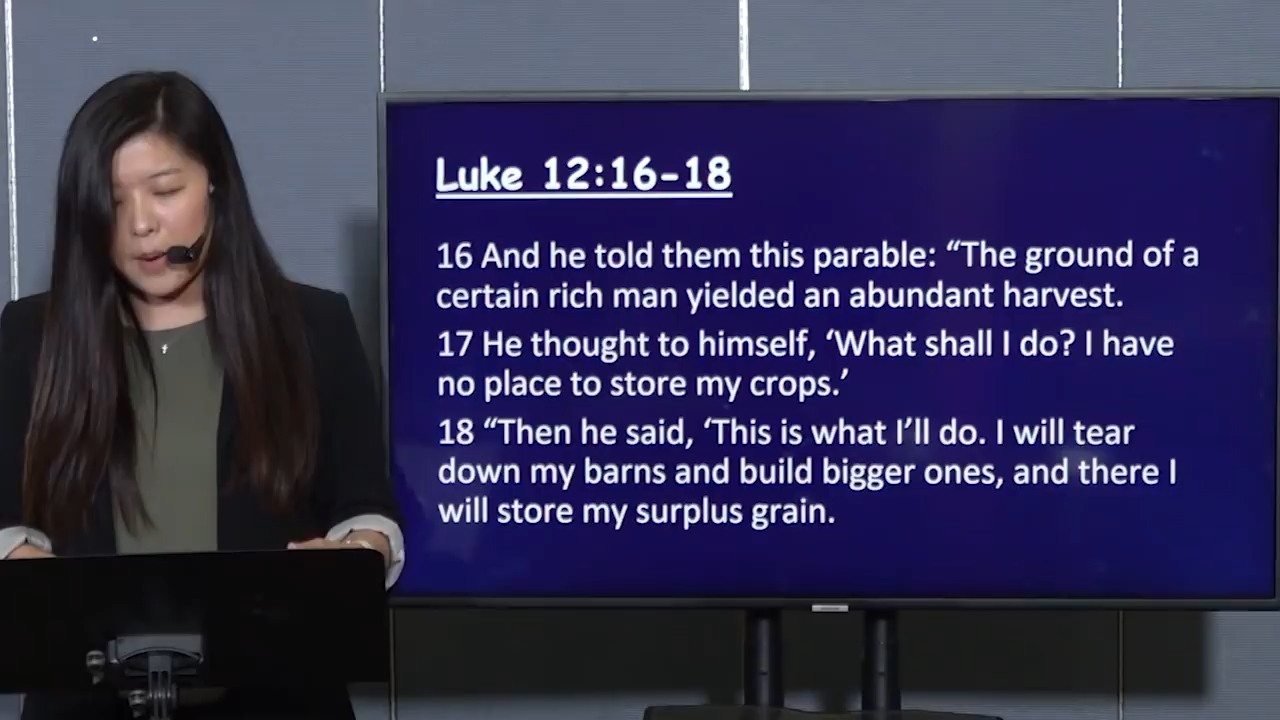 Luke 12:16-18
16 And he told them this parable: “The ground of a
certain rich man yielded an abundant harvest.
17 He thought to himself, ‘What shall I do? I have
no place to store my crops.’
18 “Then he said, ‘This is what I’ll do. I will tear
down my barns and build bigger ones, and there I
will store my surplus grain.